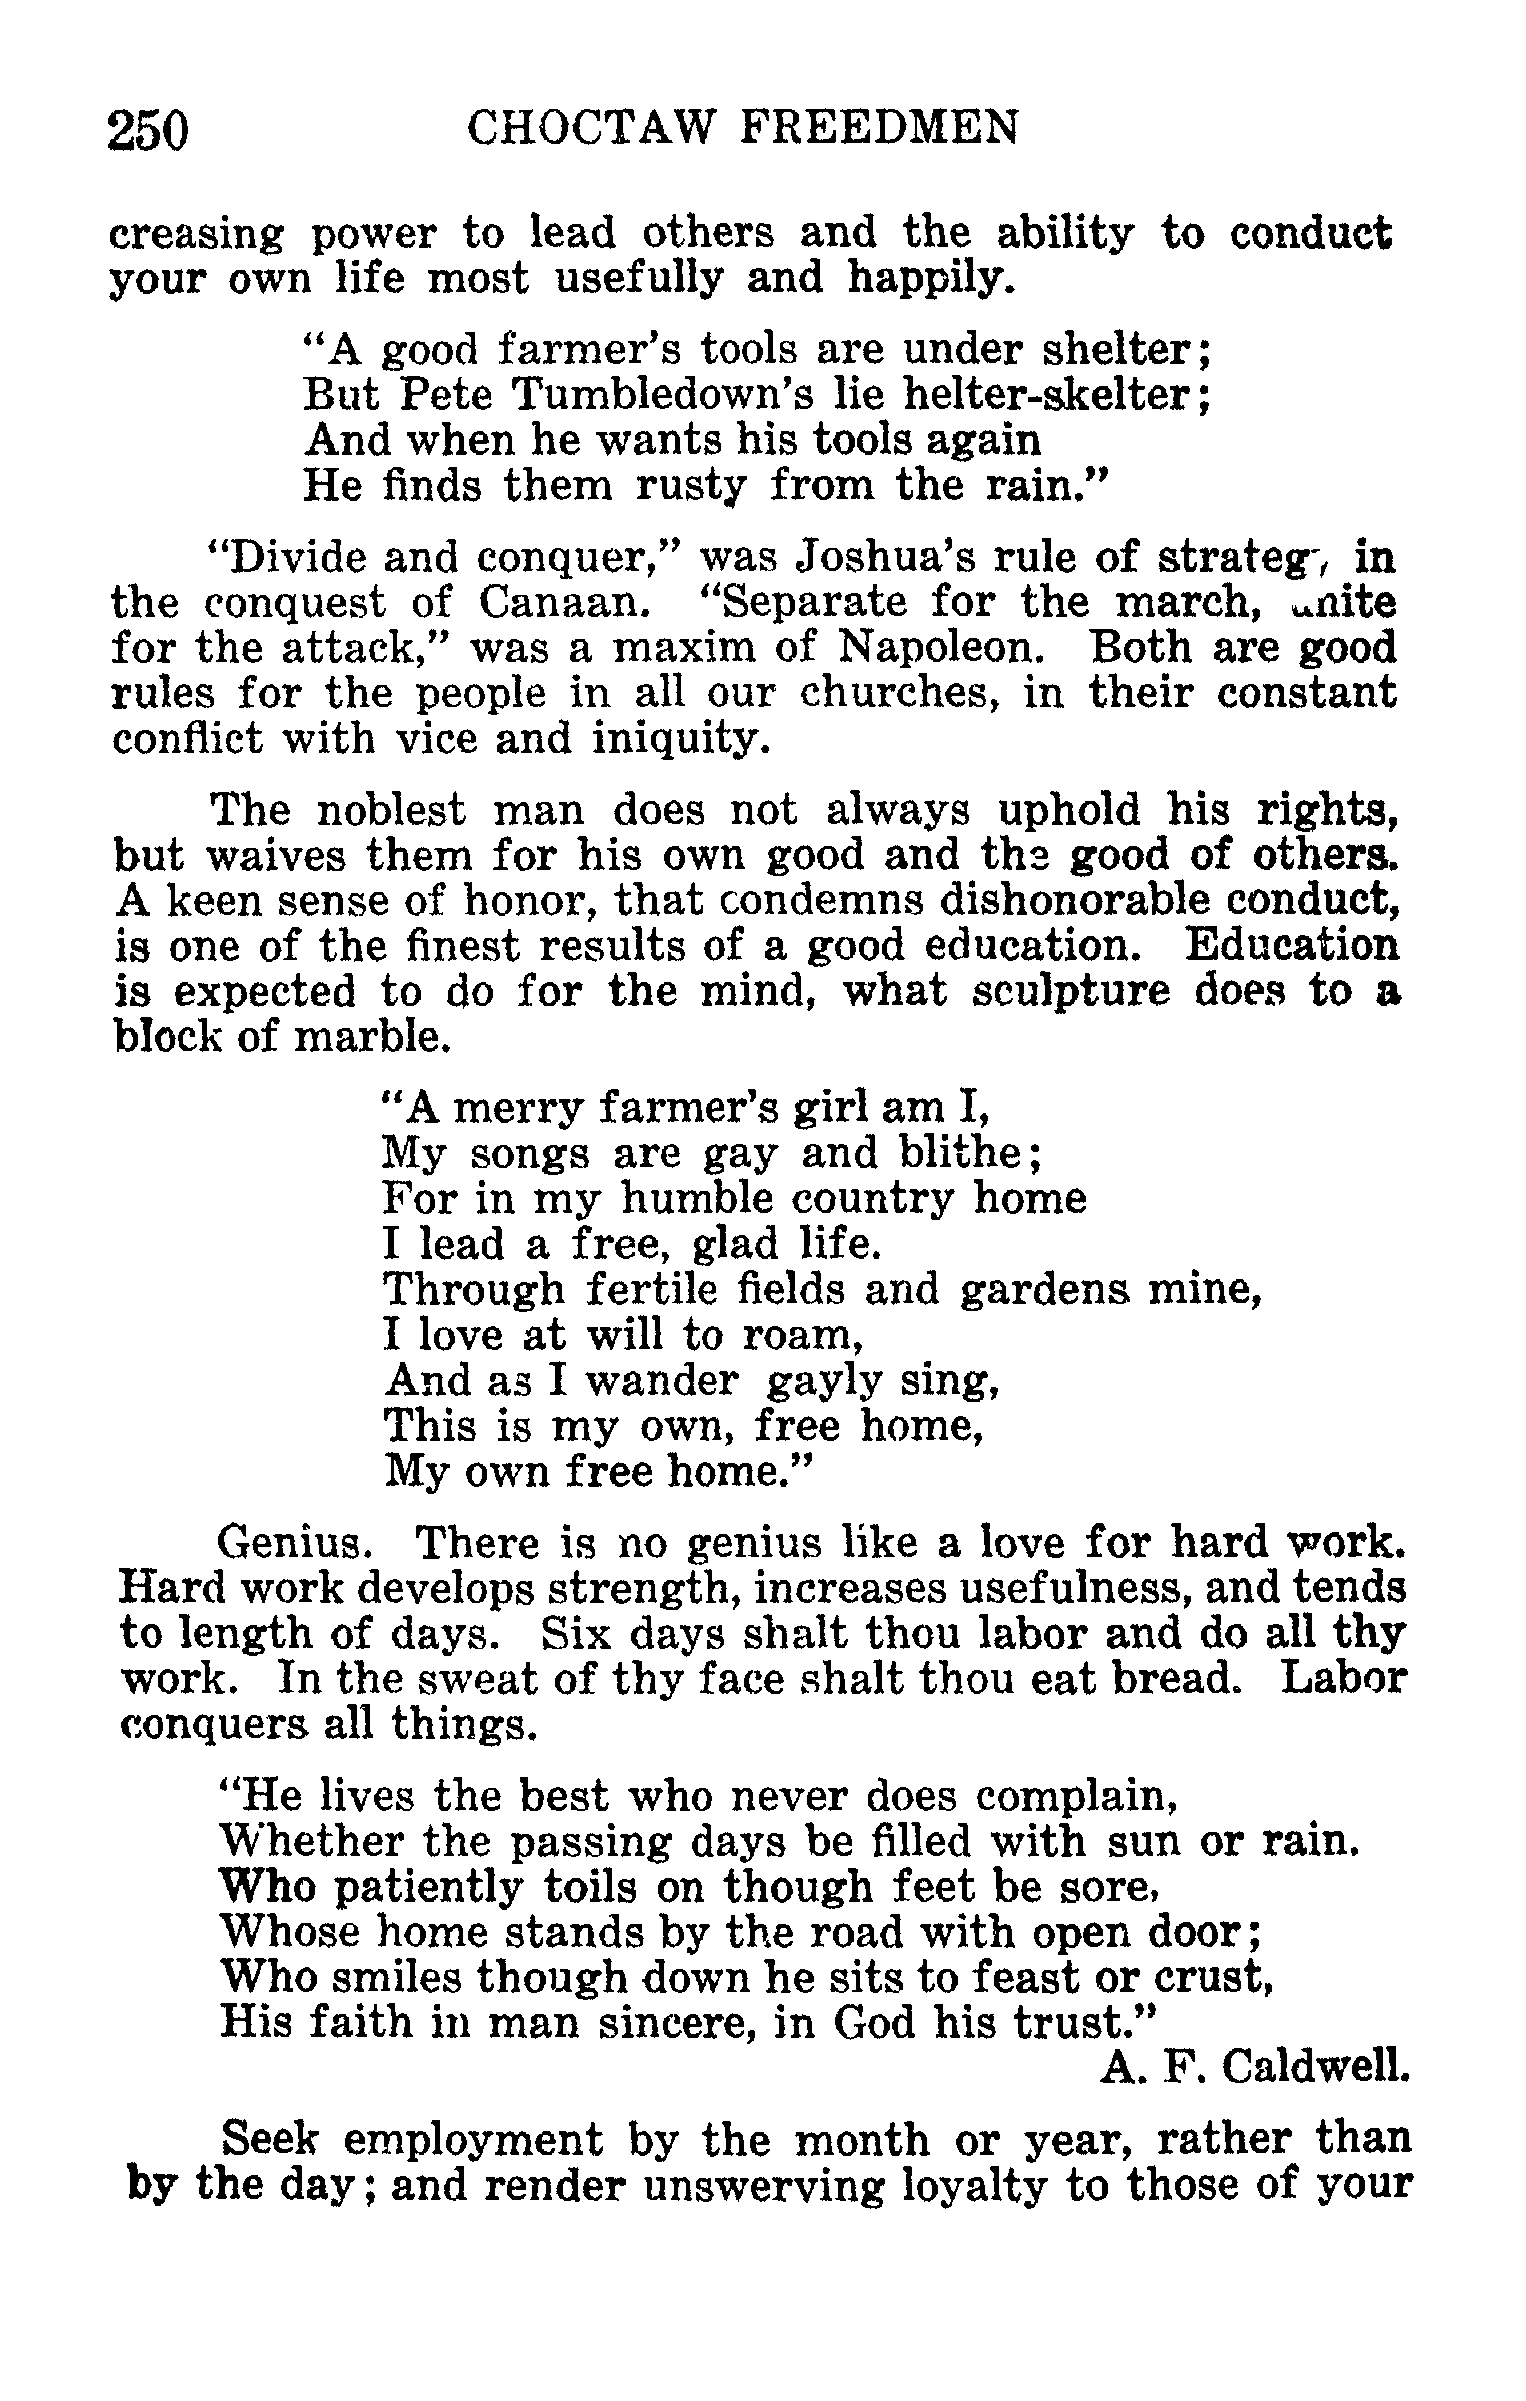 250 CHOCTAW FREEDMEN
creasing power to lead others and the ability to conduct
your own life most usefully and happily.
"A good farmer's tools are under shelter;
But Pete Tumbledown's lie helter-skelter;
And when he wants his tools again
He finds them rusty from the rain."
"Divide and conquer," was Joshua's rule of strategy, in
the conquest of Canaan. "Separate for the march, unite
for the attack," was a maxim of Napoleon. Both are good
rules for the people in all our churches, in their constant
conflict with vice and iniquity.
The noblest man does not always uphold his rights,
but waives them for his own good and the good of others.
A keen sense of honor, that condemns dishonorable conduct,
is one of the finest results of a good education. Education
is expected to do for the mind, what sculpture does to a
block of marble.
"A merry farmer's girl am I,
My songs are gay and blithe;
For in my humble country home
I lead a free, glad life.
Through fertile fields and gardens mine,
I love at will to roam,
And as I wander gayly sing,
This is my own, free home,
My own free home."
Genius. There is no genius like a love for hard work.
Hard work develops strength, increases usefulness, and tends
to length of days. Six days shalt thou labor and do all thy
work. In the sweat of thy face shalt thou eat bread. Labor
conquers all things.
"He lives the best who never does complain,
Whether the passing days be filled with sun or rain.
Who patiently toils on though feet be sore,
Whose home stands by the road with open door;
Who smiles though down he sits to feast or crust,
His faith in man sincere, in God his trust."
A. F. Caldwell.
Seek employment by the month or year, rather than
by the day; and render unswerving loyalty to those of your